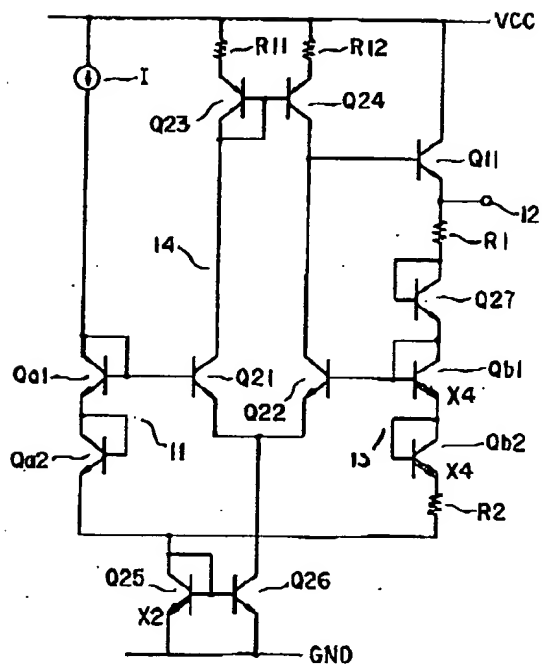 VCC
R11
R12
I
Q23
Q24
Q11
12
R1
14
Q27
Qa1
Q21
Q22
Qb1
X4
Qa2
11
13
Qb2
X4
R2
Q25
Q26
X2
GND